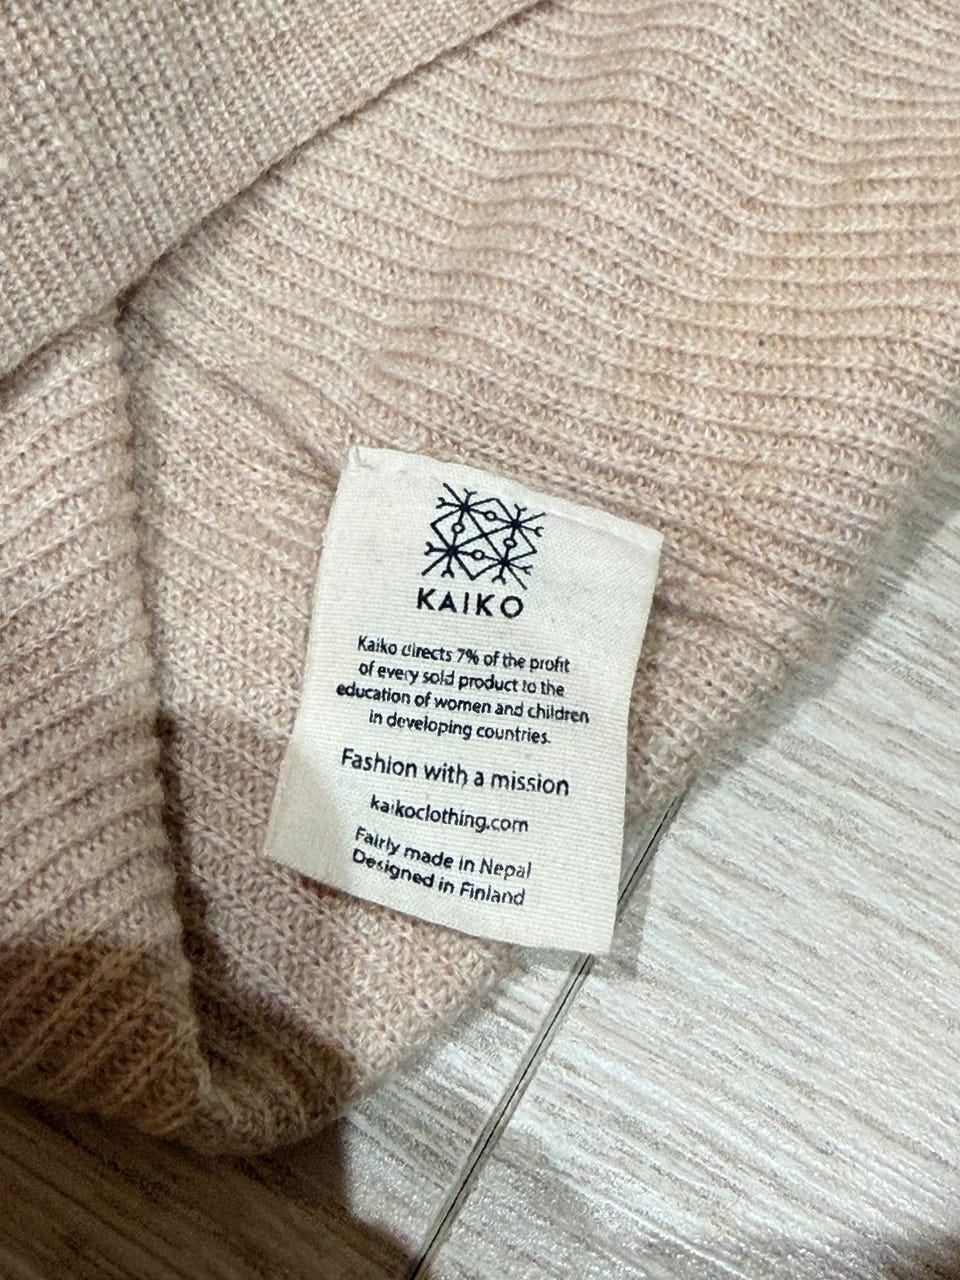 KAIKO
Kaiko directs 7% of the profit
of every sold product to the
education of women and children
in developing countries.
Fashion with a mission
kaikoclothing.com
Fairly made in Nepal
Designed in Finland